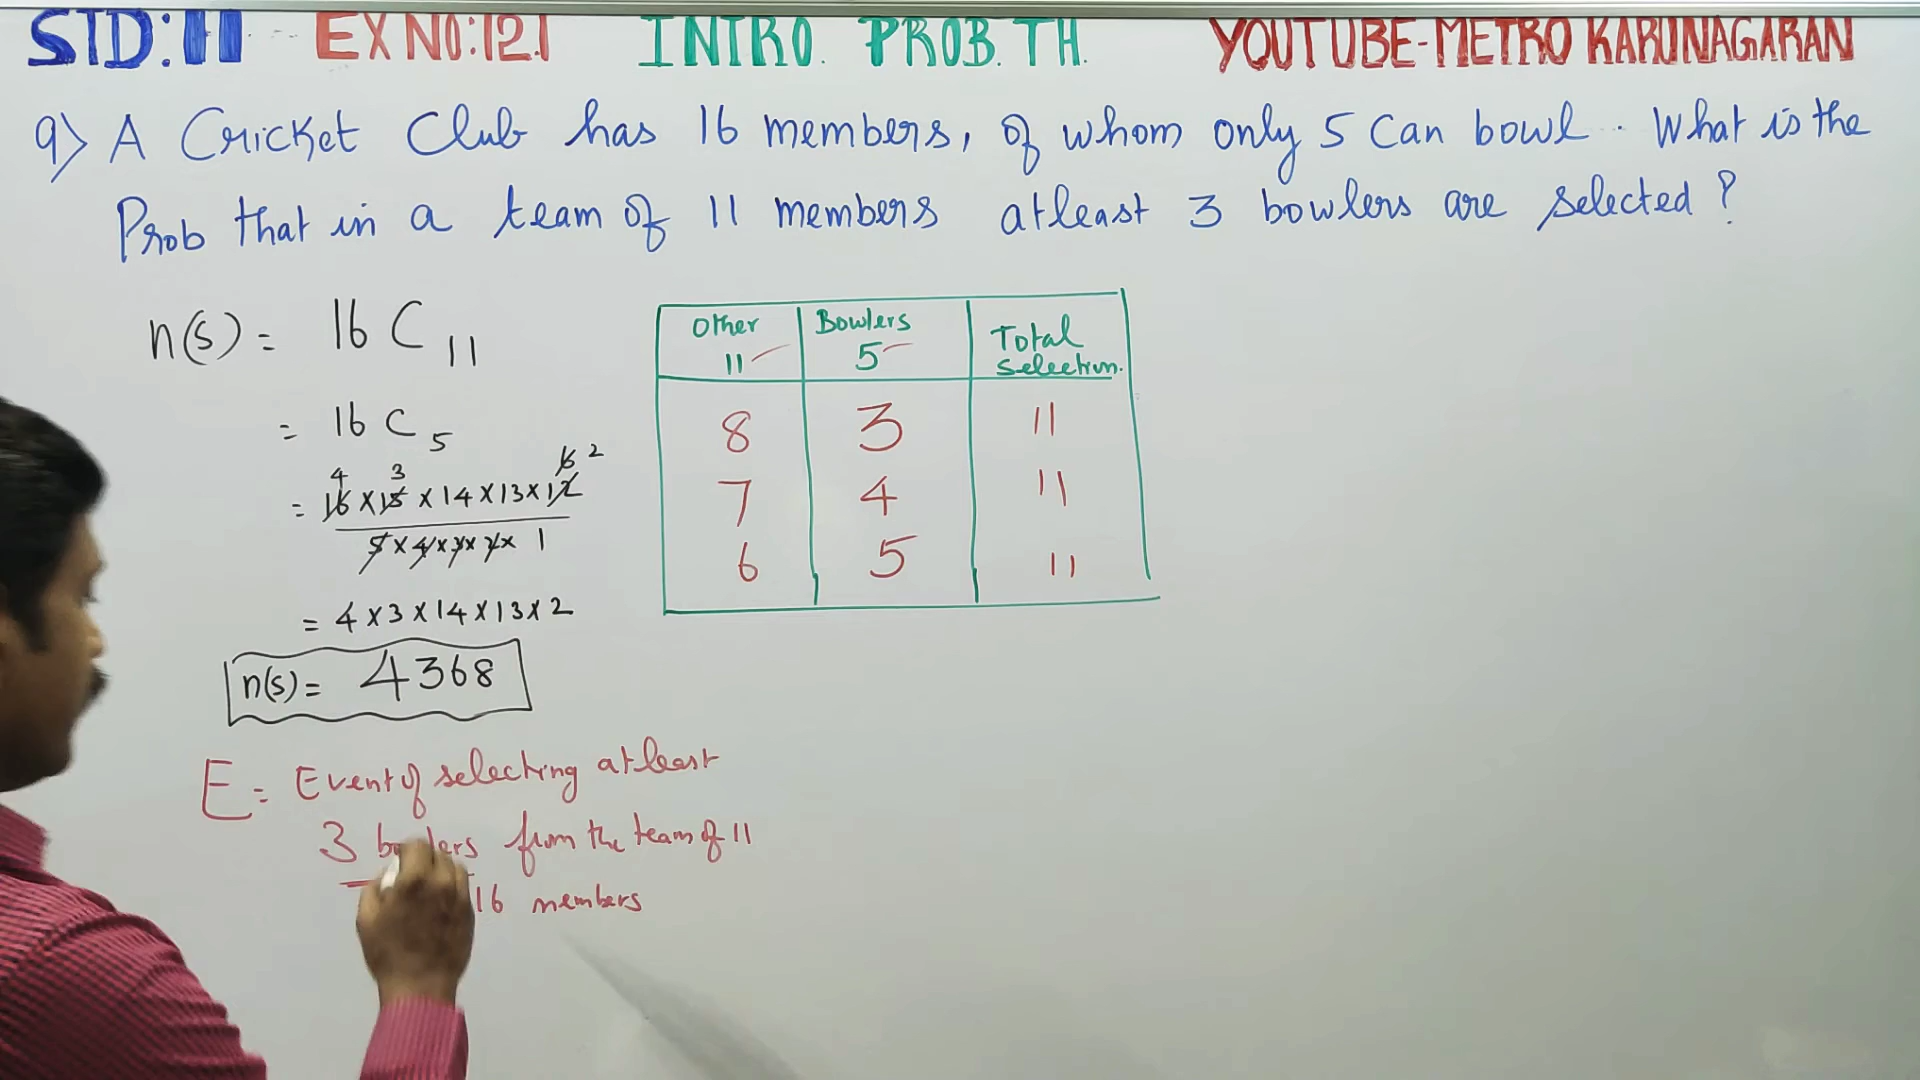 STD:11 EX NO:12.1 INTRO. PROB. TH. YOUTUBE-METRO KARUNAGARAN
9) A Cricket Club has 16 members, of whom only 5 Can bowl. What is the
Prob that in a team of 11 members atleast 3 bowlers are selected?
n(s) = 16 C 11
= 16 C 5
4 3 6 2
= 16 x 15 x 14 x 13 x 12
5 x 4 x 3 x 2 x 1
= 4 x 3 x 14 x 13 x 2
n(s) = 4368
Other 11 Bowlers 5 Total selection.
8 3 11
7 4 11
6 5 11
E = Event of selecting atleast
3 bowlers from the team of 11
16 members